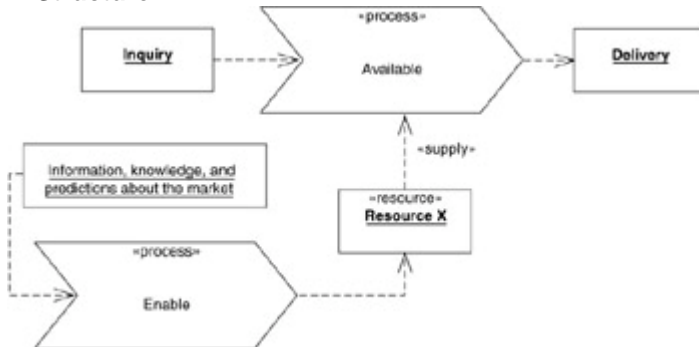 «process»
Inquiry
Available
Delivery
«supply»
Information, knowledge, and
predictions about the market
«resource»
Resource X
«process»
Enable